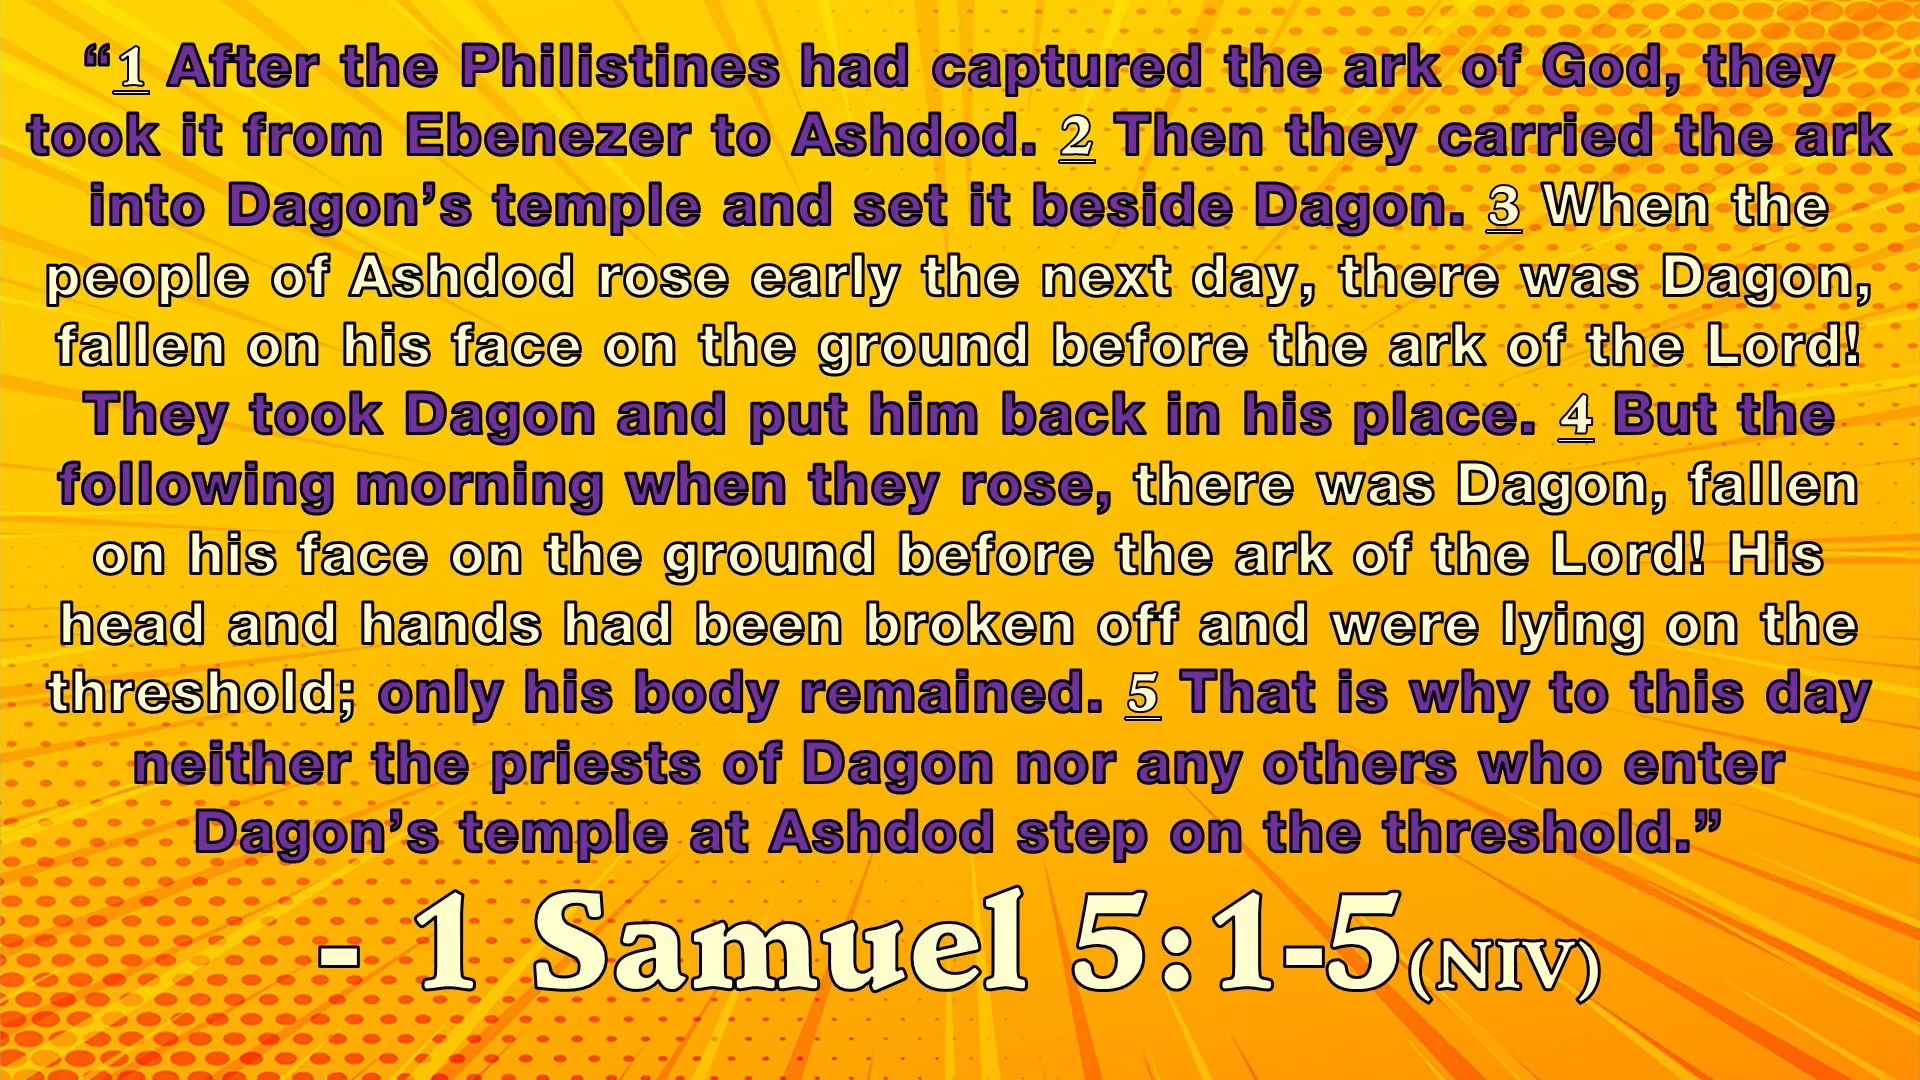 “1 After the Philistines had captured the ark of God, they
took it from Ebenezer to Ashdod. 2 Then they carried the ark
into Dagon’s temple and set it beside Dagon. 3 When the
people of Ashdod rose early the next day, there was Dagon,
fallen on his face on the ground before the ark of the Lord!
They took Dagon and put him back in his place. 4 But the
following morning when they rose, there was Dagon, fallen
on his face on the ground before the ark of the Lord! His
head and hands had been broken off and were lying on the
threshold; only his body remained. 5 That is why to this day
neither the priests of Dagon nor any others who enter
Dagon’s temple at Ashdod step on the threshold.”
- 1 Samuel 5:1-5(NIV)